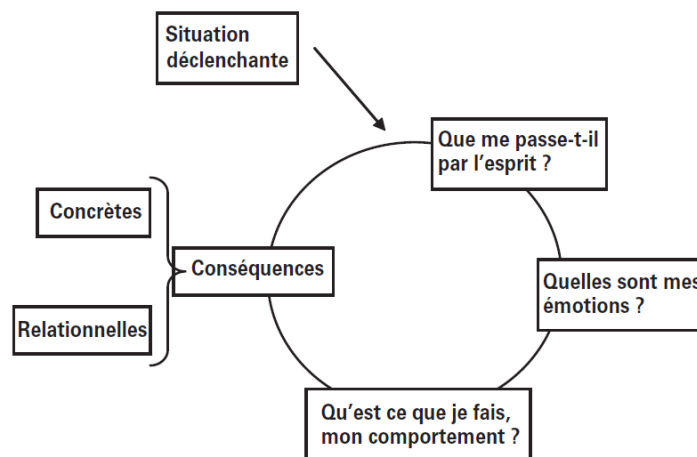 Situation
déclenchante
Que me passe-t-il
par l'esprit ?
Concrètes
Conséquences
Quelles sont mes
émotions ?
Relationnelles
Qu'est ce que je fais,
mon comportement ?